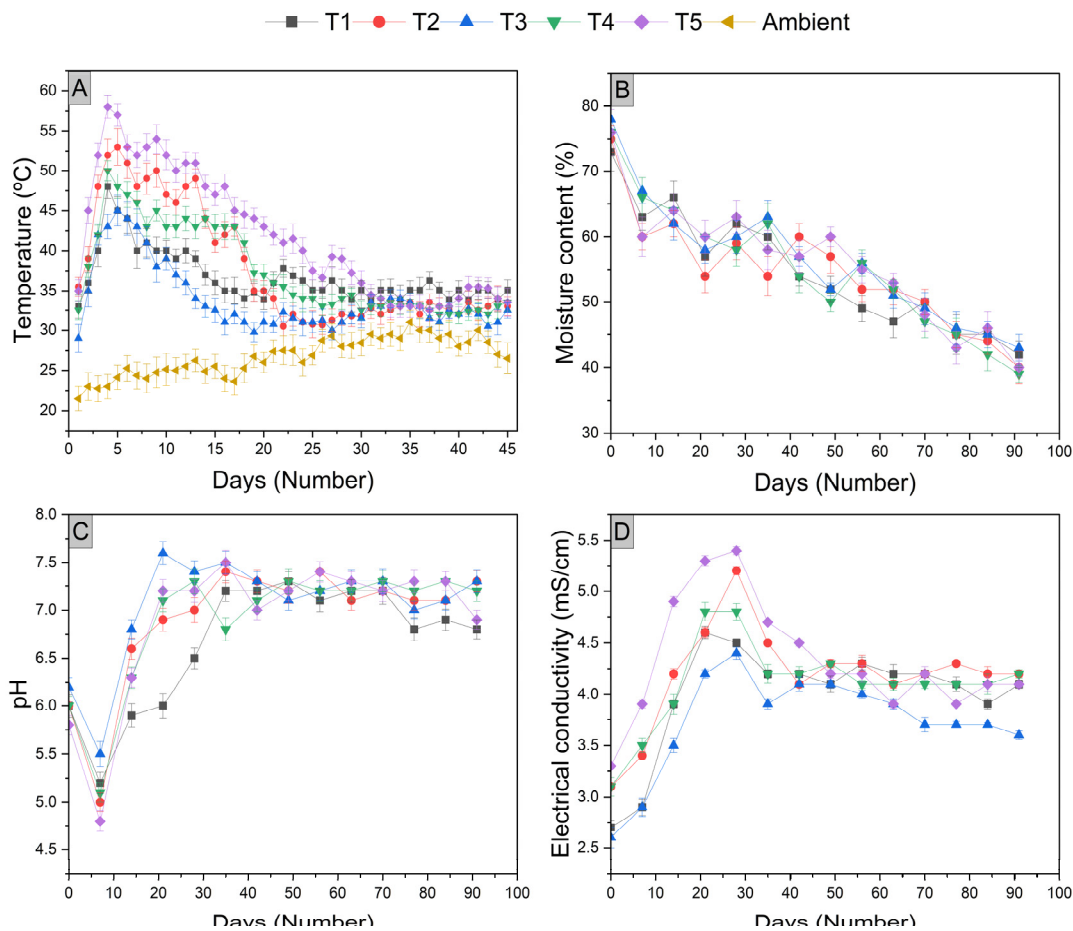 T1 T2 T3 T4 T5 Ambient
A
60
55
50
45
40
35
30
25
20
Temperature (ºC)
0 5 10 15 20 25 30 35 40 45
Days (Number)
B
80
70
60
50
40
30
Moisture content (%)
0 10 20 30 40 50 60 70 80 90 100
Days (Number)
C
8.0
7.5
7.0
6.5
6.0
5.5
5.0
4.5
pH
0 10 20 30 40 50 60 70 80 90 100
Days (Number)
D
5.5
5.0
4.5
4.0
3.5
3.0
2.5
Electrical conductivity (mS/cm)
0 10 20 30 40 50 60 70 80 90 100
Days (Number)